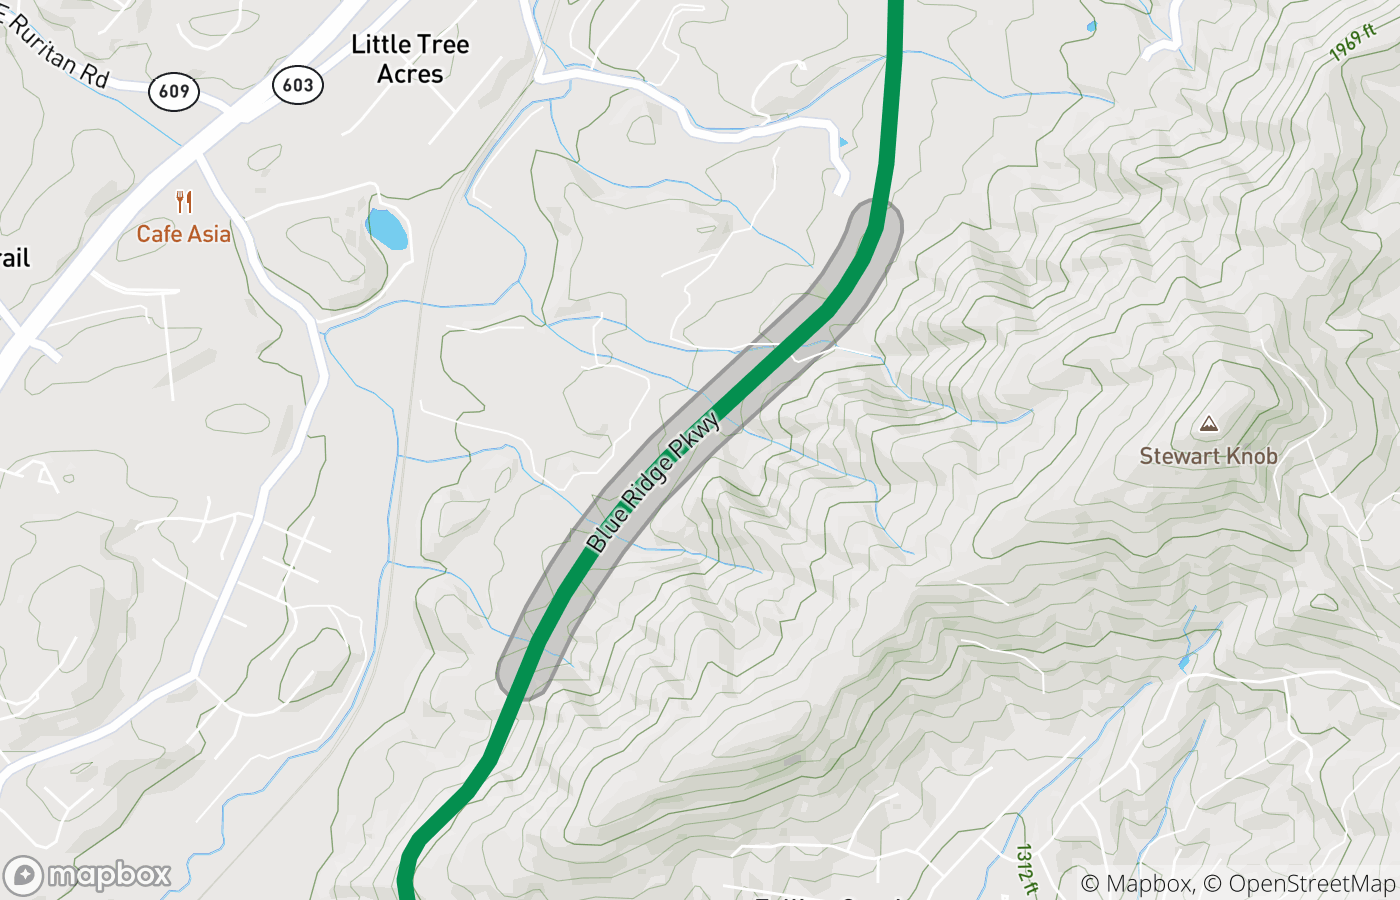 E Ruritan Rd
Little Tree
Acres
1969 ft
609
603
Cafe Asia
rail
Blue Ridge Pkwy
Stewart Knob
1312 ft
mapbox
© Mapbox, © OpenStreetMap